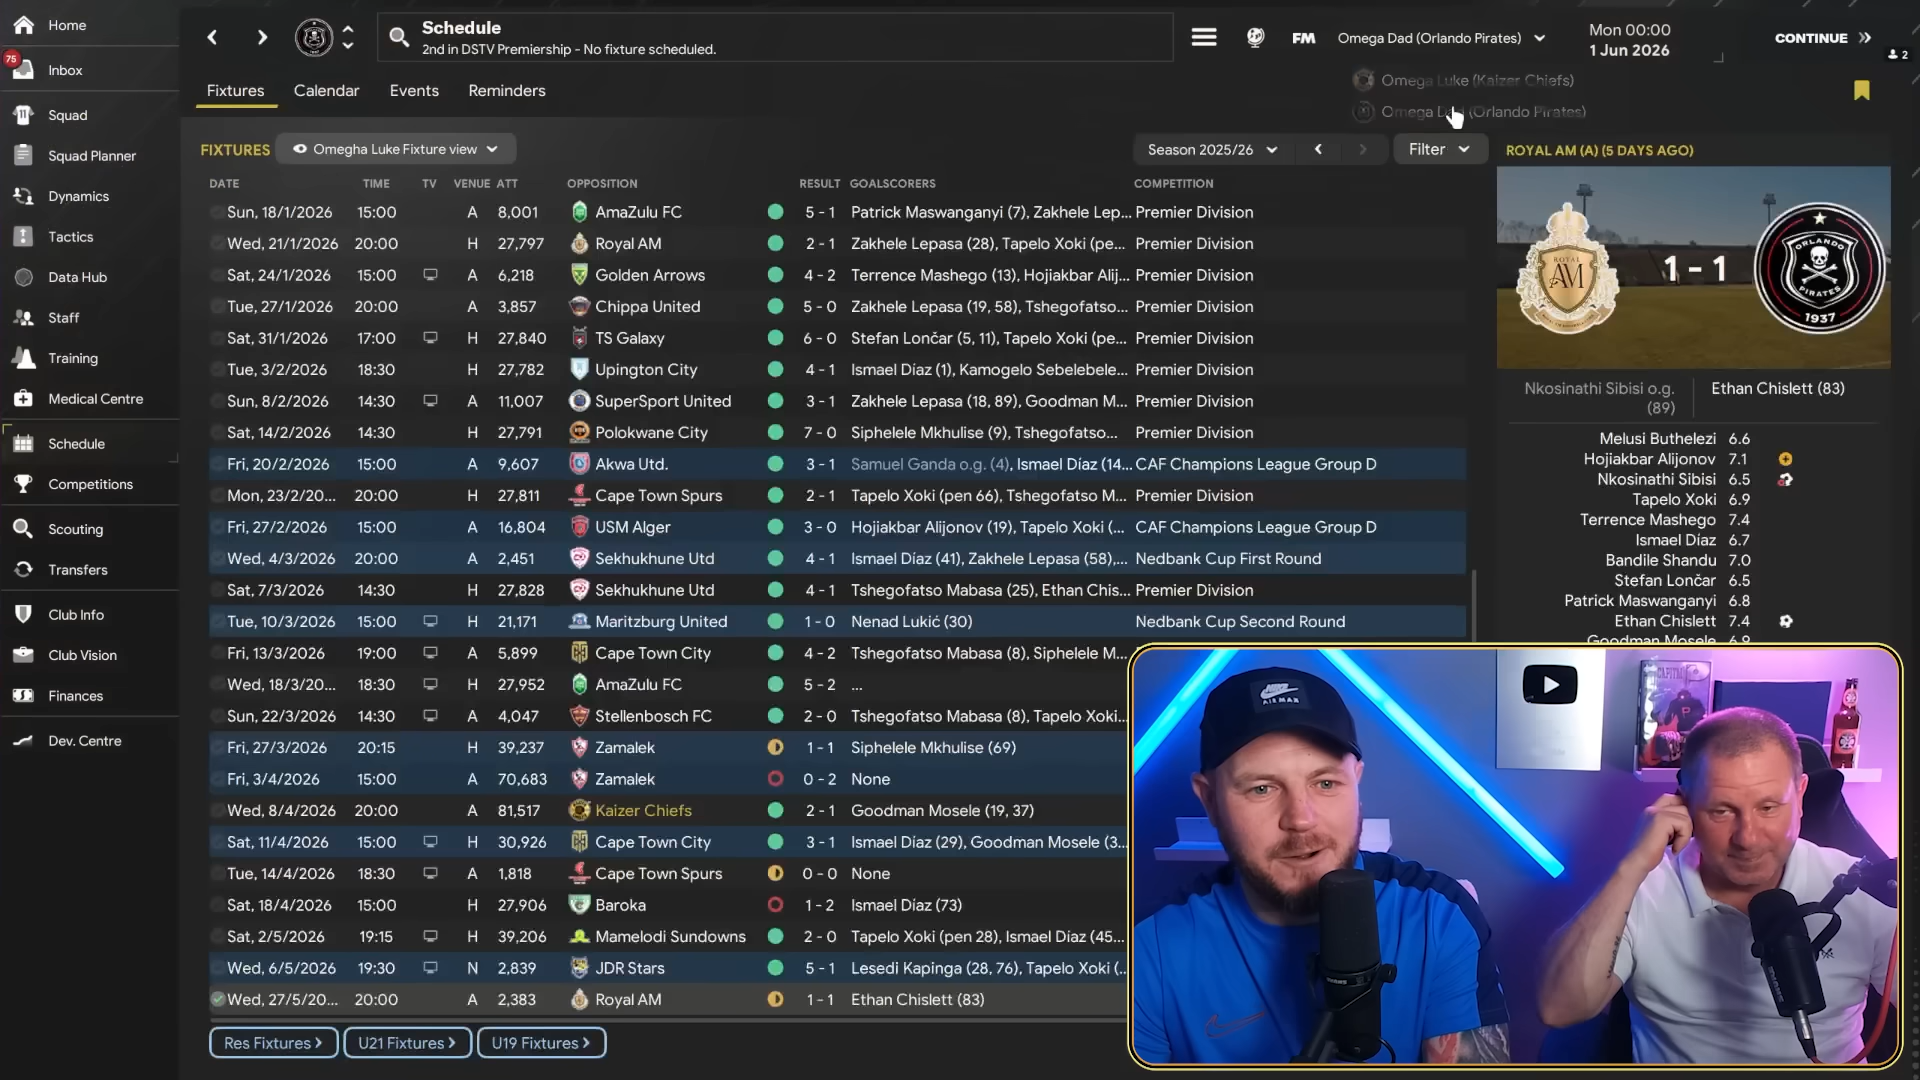 Home
75
Inbox
Squad
Squad Planner
Dynamics
Tactics
Data Hub
Staff
Training
Medical Centre
Schedule
Competitions
Scouting
Transfers
Club Info
Club Vision
Finances
Dev. Centre
Schedule
2nd in DSTV Premiership - No fixture scheduled.
FM
Omega Dad (Orlando Pirates)
Omega Luke (Kaizer Chiefs)
Omega Dad (Orlando Pirates)
Mon 00:00
1 Jun 2026
CONTINUE
2
Fixtures Calendar Events Reminders
FIXTURES Omegha Luke Fixture view Season 2025/26 Filter
DATE TIME TV VENUE ATT OPPOSITION RESULT GOALSCORERS COMPETITION
Sun, 18/1/2026 15:00 A 8,001 AmaZulu FC 5 - 1 Patrick Maswanganyi (7), Zakhele Lep... Premier Division
Wed, 21/1/2026 20:00 H 27,797 Royal AM 2 - 1 Zakhele Lepasa (28), Tapelo Xoki (pe... Premier Division
Sat, 24/1/2026 15:00 A 6,218 Golden Arrows 4 - 2 Terrence Mashego (13), Hojiakbar Alij... Premier Division
Tue, 27/1/2026 20:00 A 3,857 Chippa United 5 - 0 Zakhele Lepasa (19, 58), Tshegofatso... Premier Division
Sat, 31/1/2026 17:00 H 27,840 TS Galaxy 6 - 0 Stefan Lončar (5, 11), Tapelo Xoki (pe... Premier Division
Tue, 3/2/2026 18:30 H 27,782 Upington City 4 - 1 Ismael Díaz (1), Kamogelo Sebelebele... Premier Division
Sun, 8/2/2026 14:30 A 11,007 SuperSport United 3 - 1 Zakhele Lepasa (18, 89), Goodman M... Premier Division
Sat, 14/2/2026 14:30 H 27,791 Polokwane City 7 - 0 Siphelele Mkhulise (9), Tshegofatso... Premier Division
Fri, 20/2/2026 15:00 A 9,607 Akwa Utd. 3 - 1 Samuel Ganda o.g. (4), Ismael Díaz (14... CAF Champions League Group D
Mon, 23/2/20... 20:00 H 27,811 Cape Town Spurs 2 - 1 Tapelo Xoki (pen 66), Tshegofatso M... Premier Division
Fri, 27/2/2026 15:00 A 16,804 USM Alger 3 - 0 Hojiakbar Alijonov (19), Tapelo Xoki (... CAF Champions League Group D
Wed, 4/3/2026 20:00 A 2,451 Sekhukhune Utd 4 - 1 Ismael Díaz (41), Zakhele Lepasa (58),... Nedbank Cup First Round
Sat, 7/3/2026 14:30 H 27,828 Sekhukhune Utd 4 - 1 Tshegofatso Mabasa (25), Ethan Chis... Premier Division
Tue, 10/3/2026 15:00 H 21,171 Maritzburg United 1 - 0 Nenad Lukić (30) Nedbank Cup Second Round
Fri, 13/3/2026 19:00 A 5,899 Cape Town City 4 - 2 Tshegofatso Mabasa (8), Siphelele M...
Wed, 18/3/20... 18:30 H 27,952 AmaZulu FC 5 - 2 ...
Sun, 22/3/2026 14:30 A 4,047 Stellenbosch FC 2 - 0 Tshegofatso Mabasa (8), Tapelo Xoki...
Fri, 27/3/2026 20:15 H 39,237 Zamalek 1 - 1 Siphelele Mkhulise (69)
Fri, 3/4/2026 15:00 A 70,683 Zamalek 0 - 2 None
Wed, 8/4/2026 20:00 A 81,517 Kaizer Chiefs 2 - 1 Goodman Mosele (19, 37)
Sat, 11/4/2026 15:00 H 30,926 Cape Town City 3 - 1 Ismael Díaz (29), Goodman Mosele (3...
Tue, 14/4/2026 18:30 A 1,818 Cape Town Spurs 0 - 0 None
Sat, 18/4/2026 15:00 H 27,906 Baroka 1 - 2 Ismael Díaz (73)
Sat, 2/5/2026 19:15 H 39,206 Mamelodi Sundowns 2 - 0 Tapelo Xoki (pen 28), Ismael Díaz (45...
Wed, 6/5/2026 19:30 N 2,839 JDR Stars 5 - 1 Lesedi Kapinga (28, 76), Tapelo Xoki (..
Wed, 27/5/20... 20:00 A 2,383 Royal AM 1 - 1 Ethan Chislett (83)
Res Fixtures U21 Fixtures U19 Fixtures
ROYAL AM (A) (5 DAYS AGO)
ROYAL
AM
1 - 1
ORLANDO
PIRATES
1937
Nkosinathi Sibisi o.g. (89)
Ethan Chislett (83)
Melusi Buthelezi 6.6
Hojiakbar Alijonov 7.1
Nkosinathi Sibisi 6.5
Tapelo Xoki 6.9
Terrence Mashego 7.4
Ismael Díaz 6.7
Bandile Shandu 7.0
Stefan Lončar 6.5
Patrick Maswanganyi 6.8
Ethan Chislett 7.4
Goodman Mosele 6.9
NIKE
AIR MAX